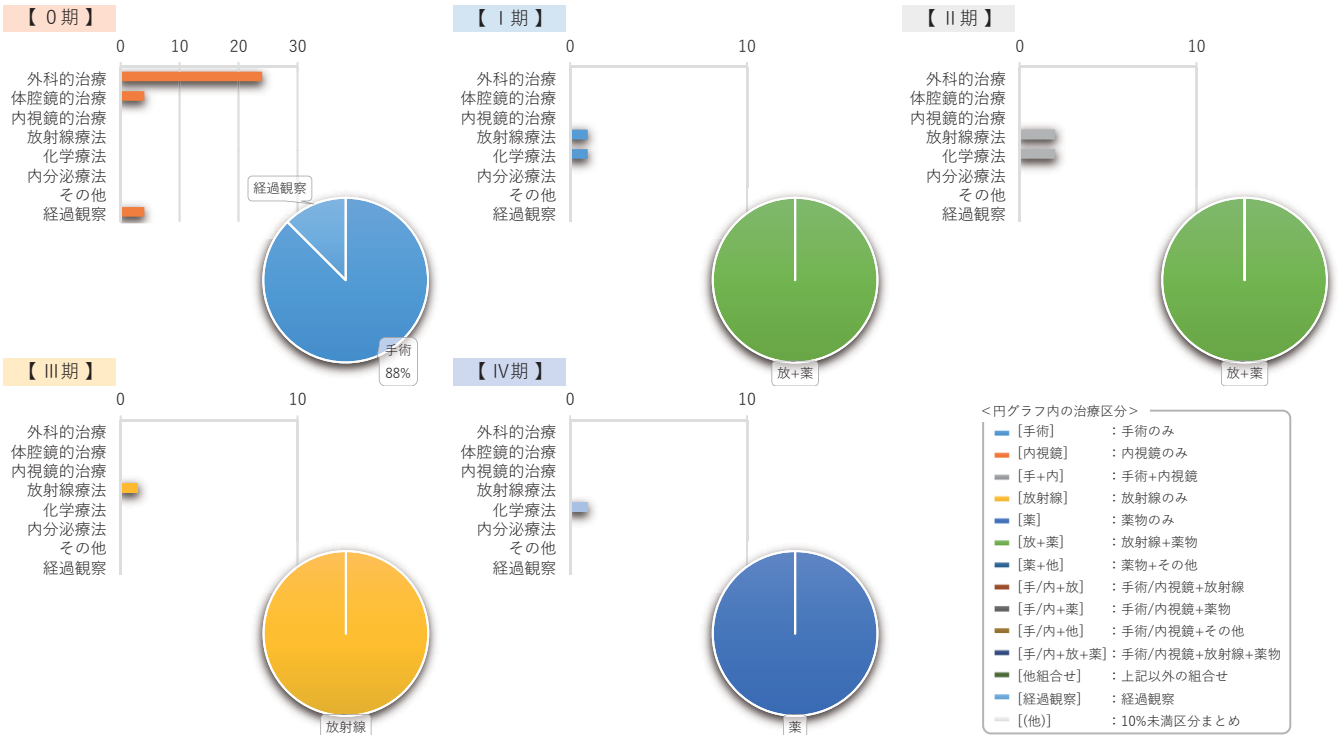 【 0期 】
0 10 20 30
外科的治療
体腔鏡的治療
内視鏡的治療
放射線療法
化学療法
内分泌療法
その他
経過観察
経過観察
手術
88%
【 I期 】
0 10
外科的治療
体腔鏡的治療
内視鏡的治療
放射線療法
化学療法
内分泌療法
その他
経過観察
放+薬
【 II期 】
0 10
外科的治療
体腔鏡的治療
内視鏡的治療
放射線療法
化学療法
内分泌療法
その他
経過観察
放+薬
【 III期 】
0 10
外科的治療
体腔鏡的治療
内視鏡的治療
放射線療法
化学療法
内分泌療法
その他
経過観察
放射線
【 IV期 】
0 10
外科的治療
体腔鏡的治療
内視鏡的治療
放射線療法
化学療法
内分泌療法
その他
経過観察
薬
＜円グラフ内の治療区分＞
[手術] ：手術のみ
[内視鏡] ：内視鏡のみ
[手+内] ：手術+内視鏡
[放射線] ：放射線のみ
[薬] ：薬物のみ
[放+薬] ：放射線+薬物
[薬+他] ：薬物+その他
[手/内+放] ：手術/内視鏡+放射線
[手/内+薬] ：手術/内視鏡+薬物
[手/内+他] ：手術/内視鏡+その他
[手/内+放+薬]：手術/内視鏡+放射線+薬物
[他組合せ] ：上記以外の組合せ
[経過観察] ：経過観察
[(他)] ：10%未満区分まとめ